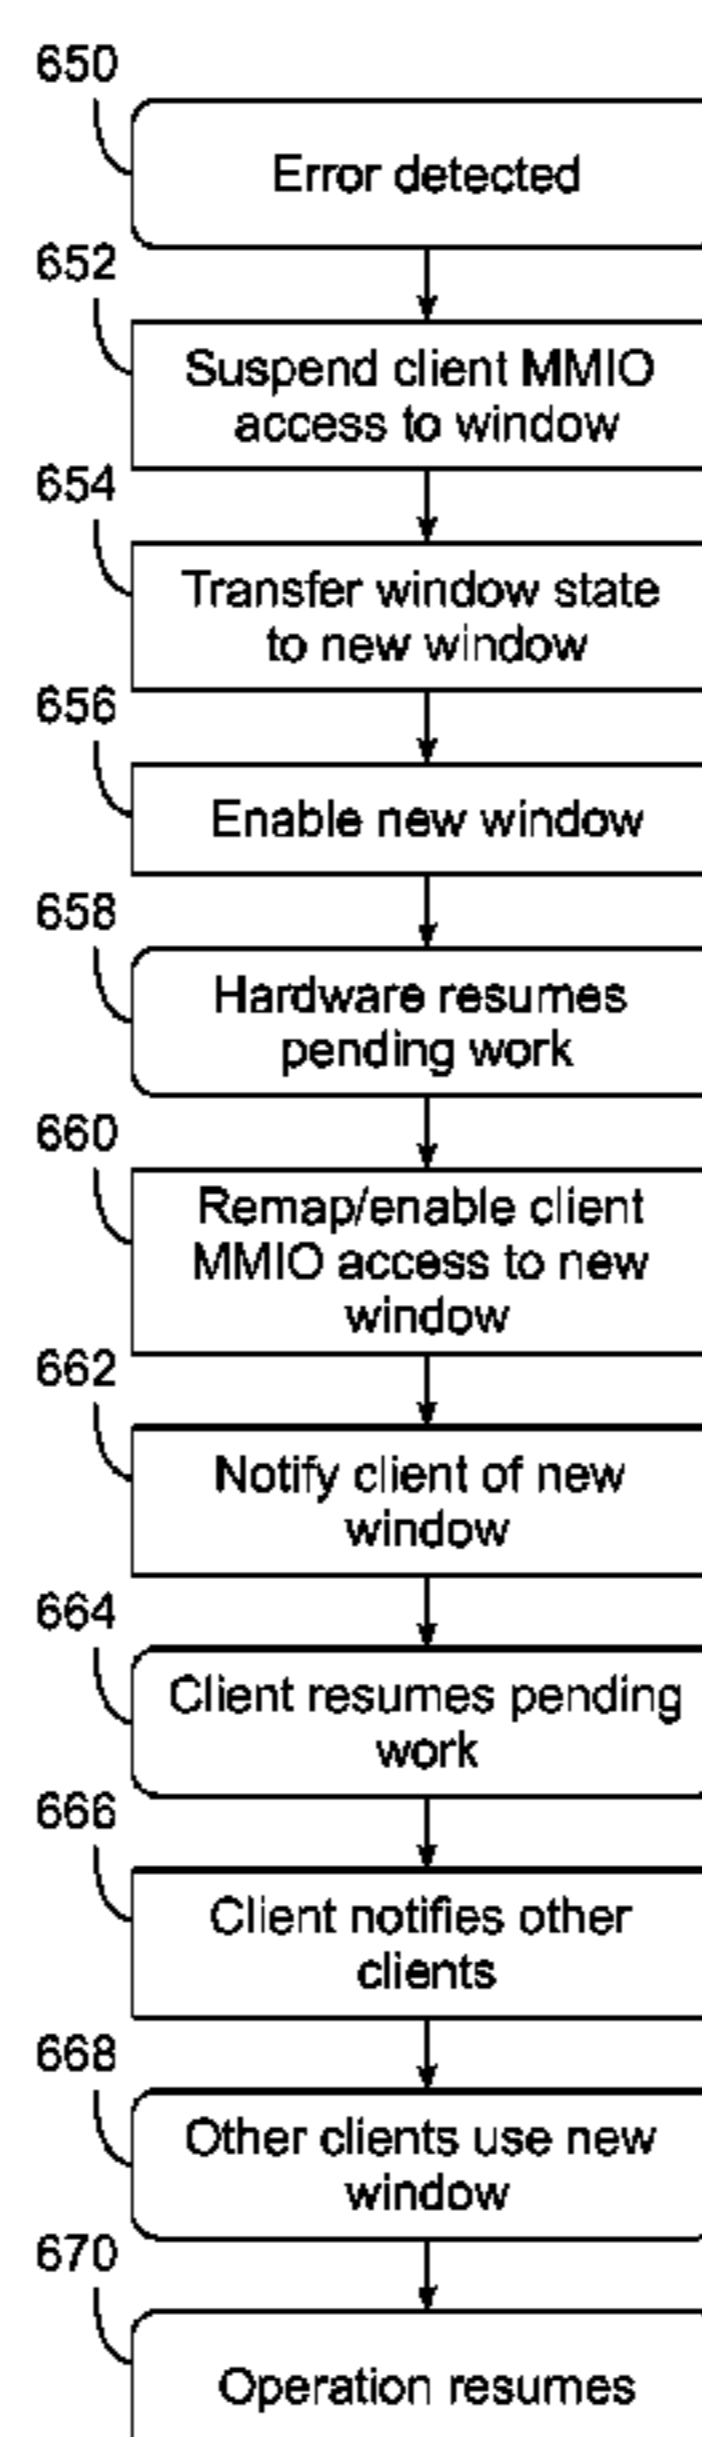 650
Error detected
652
Suspend client MMIO
access to window
654
Transfer window state
to new window
656
Enable new window
658
Hardware resumes
pending work
660
Remap/enable client
MMIO access to new
window
662
Notify client of new
window
664
Client resumes pending
work
666
Client notifies other
clients
668
Other clients use new
window
670
Operation resumes